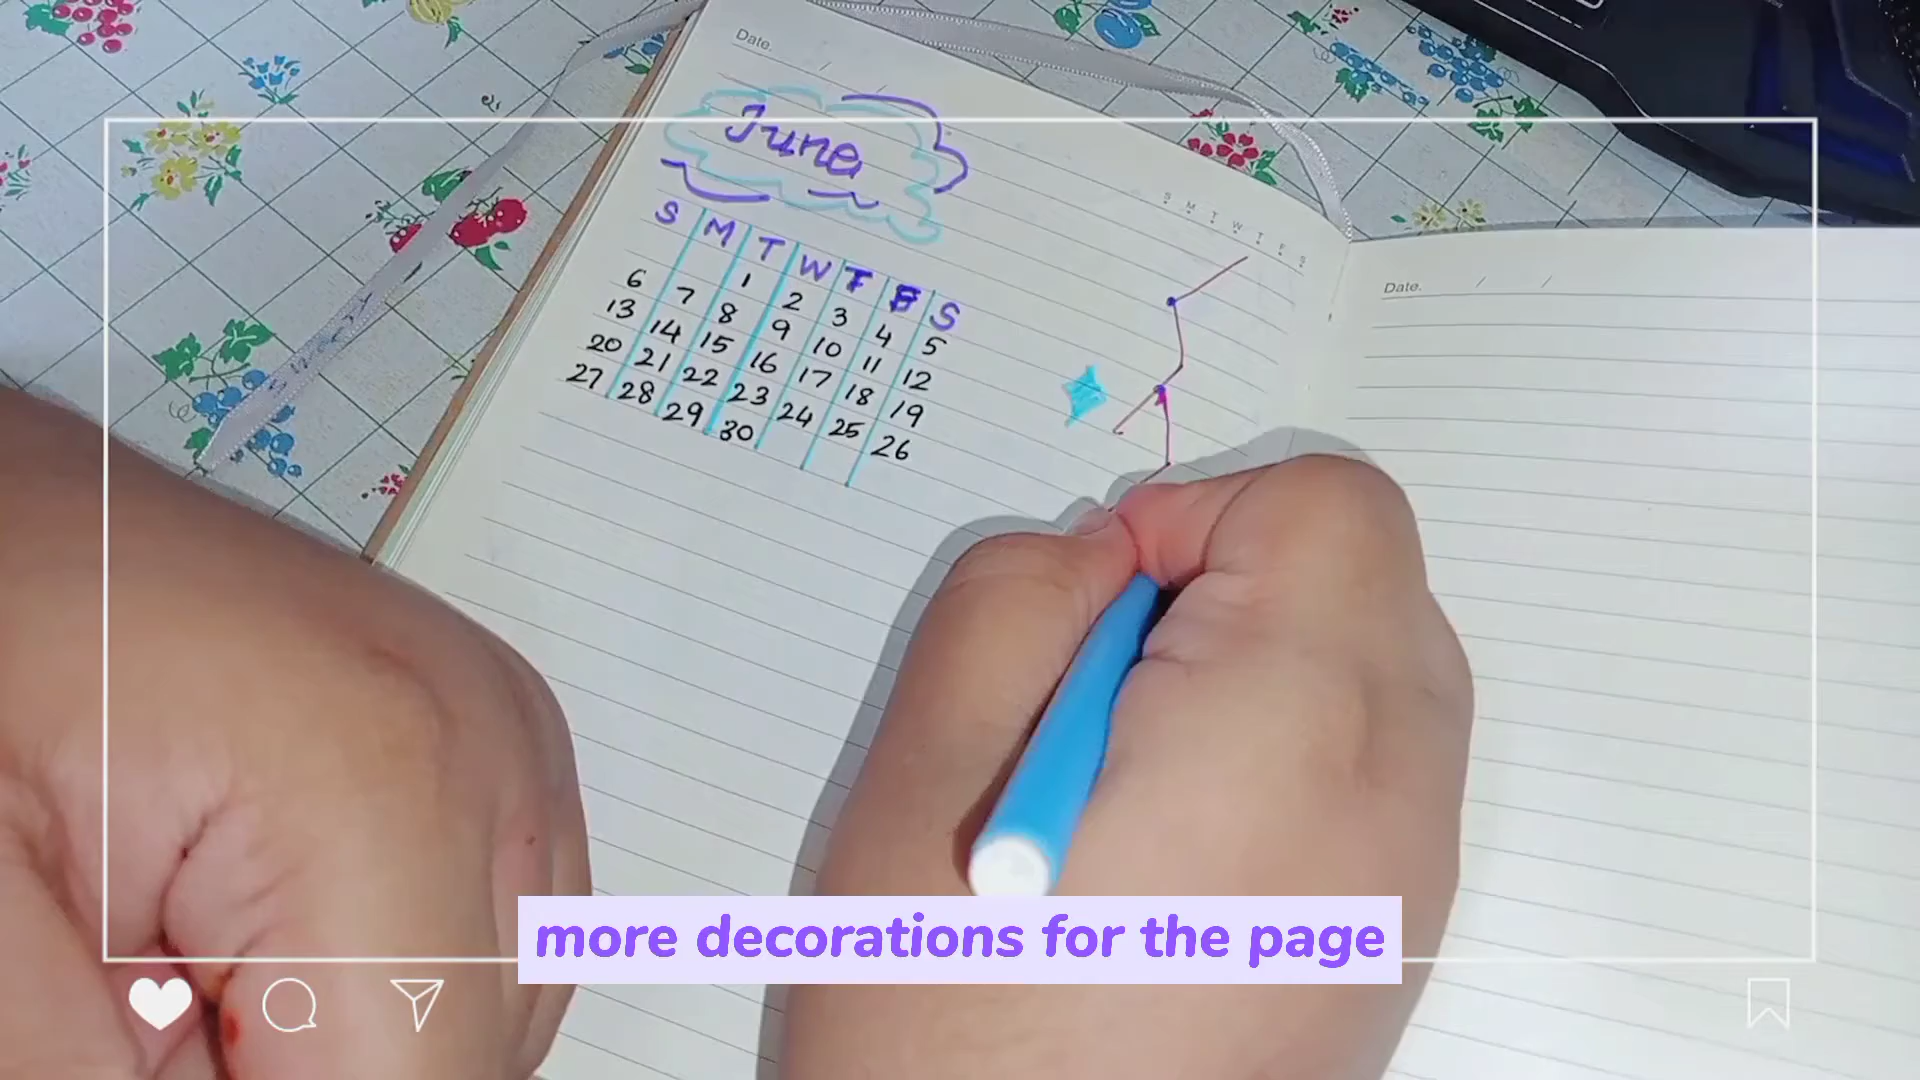 Date. / 
June
S M T W T F S
S M T W T F S
1 2 3 4 5
6 7 8 9 10 11 12
13 14 15 16 17 18 19
20 21 22 23 24 25 26
27 28 29 30
Date. / /
more decorations for the page